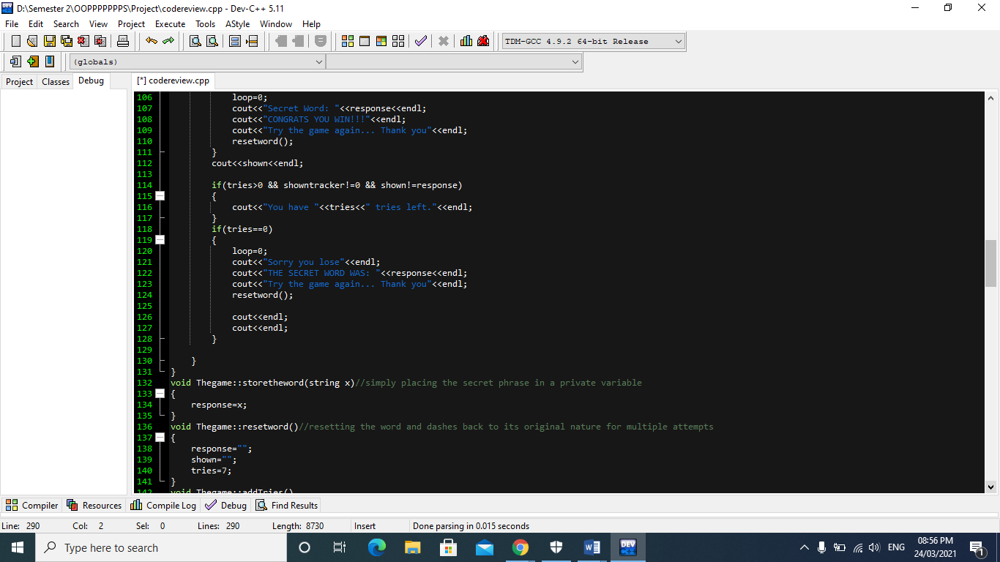 D:\Semester 2\OOPPPPPPPS\Project\codereview.cpp - Dev-C++ 5.11
File Edit Search View Project Execute Tools AStyle Window Help
TDM-GCC 4.9.2 64-bit Release
(globals)
Project Classes Debug [*] codereview.cpp
106 loop=0;
107 cout<<"Secret Word: "<<response<<endl;
108 cout<<"CONGRATS YOU WIN!!!"<<endl;
109 cout<<"Try the game again... Thank you"<<endl;
110 resetword();
111 }
112 cout<<shown<<endl;
113
114 if(tries>0 && showntracker!=0 && shown!=response)
115 {
116 cout<<"You have "<<tries<<" tries left."<<endl;
117 }
118 if(tries==0)
119 {
120 loop=0;
121 cout<<"Sorry you lose"<<endl;
122 cout<<"THE SECRET WORD WAS: "<<response<<endl;
123 cout<<"Try the game again... Thank you"<<endl;
124 resetword();
125
126 cout<<endl;
127 cout<<endl;
128 }
129
130 }
131 }
132 void Thegame::storetheword(string x)//simply placing the secret phrase in a private variable
133 {
134 response=x;
135 }
136 void Thegame::resetword()//resetting the word and dashes back to its original nature for multiple attempts
137 {
138 response="";
139 shown="";
140 tries=7;
141 }
142 void Thegame::addTries()
Compiler Resources Compile Log Debug Find Results
Line: 290 Col: 2 Sel: 0 Lines: 290 Length: 8730 Insert Done parsing in 0.015 seconds
Type here to search
ENG
08:56 PM
24/03/2021
1